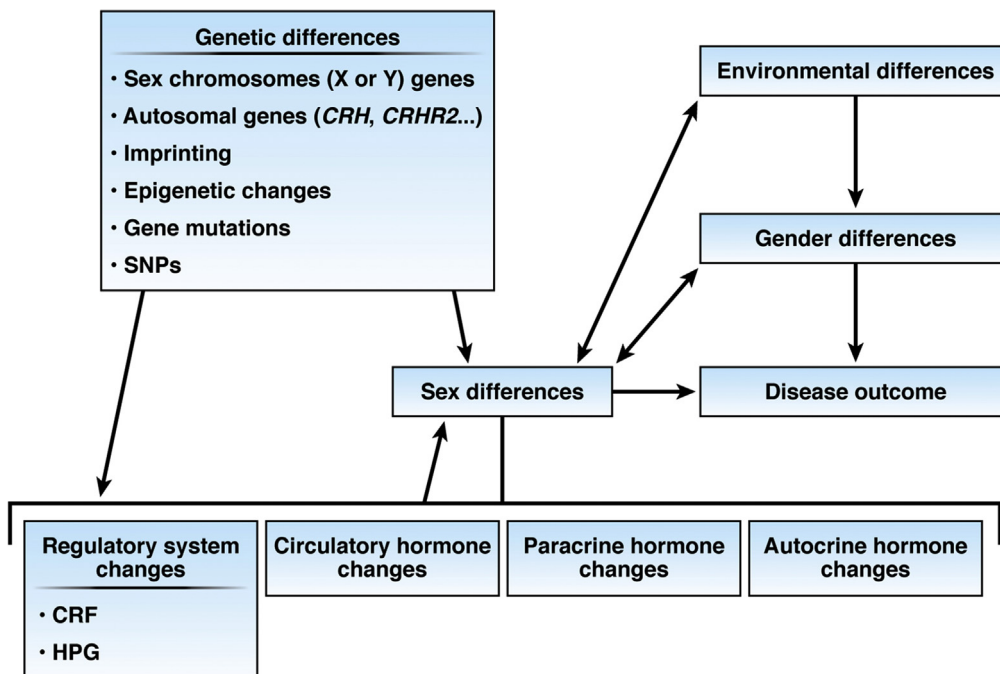 Genetic differences
· Sex chromosomes (X or Y) genes
· Autosomal genes (CRH, CRHR2...)
· Imprinting
· Epigenetic changes
· Gene mutations
· SNPs
Environmental differences
Gender differences
Sex differences
Disease outcome
Regulatory system
changes
· CRF
· HPG
Circulatory hormone
changes
Paracrine hormone
changes
Autocrine hormone
changes